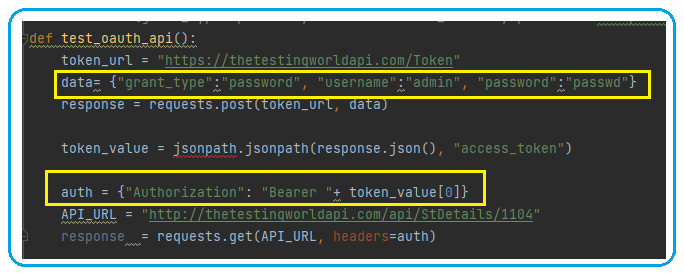 def test_oauth_api():
token_url = "https://thetestingworldapi.com/Token"
data= {"grant_type":"password", "username":"admin", "password":"passwd"}
response = requests.post(token_url, data)
token_value = jsonpath.jsonpath(response.json(), "access_token")
auth = {"Authorization": "Bearer "+ token_value[0]}
API_URL = "http://thetestingworldapi.com/api/StDetails/1104"
response  = requests.get(API_URL, headers=auth)